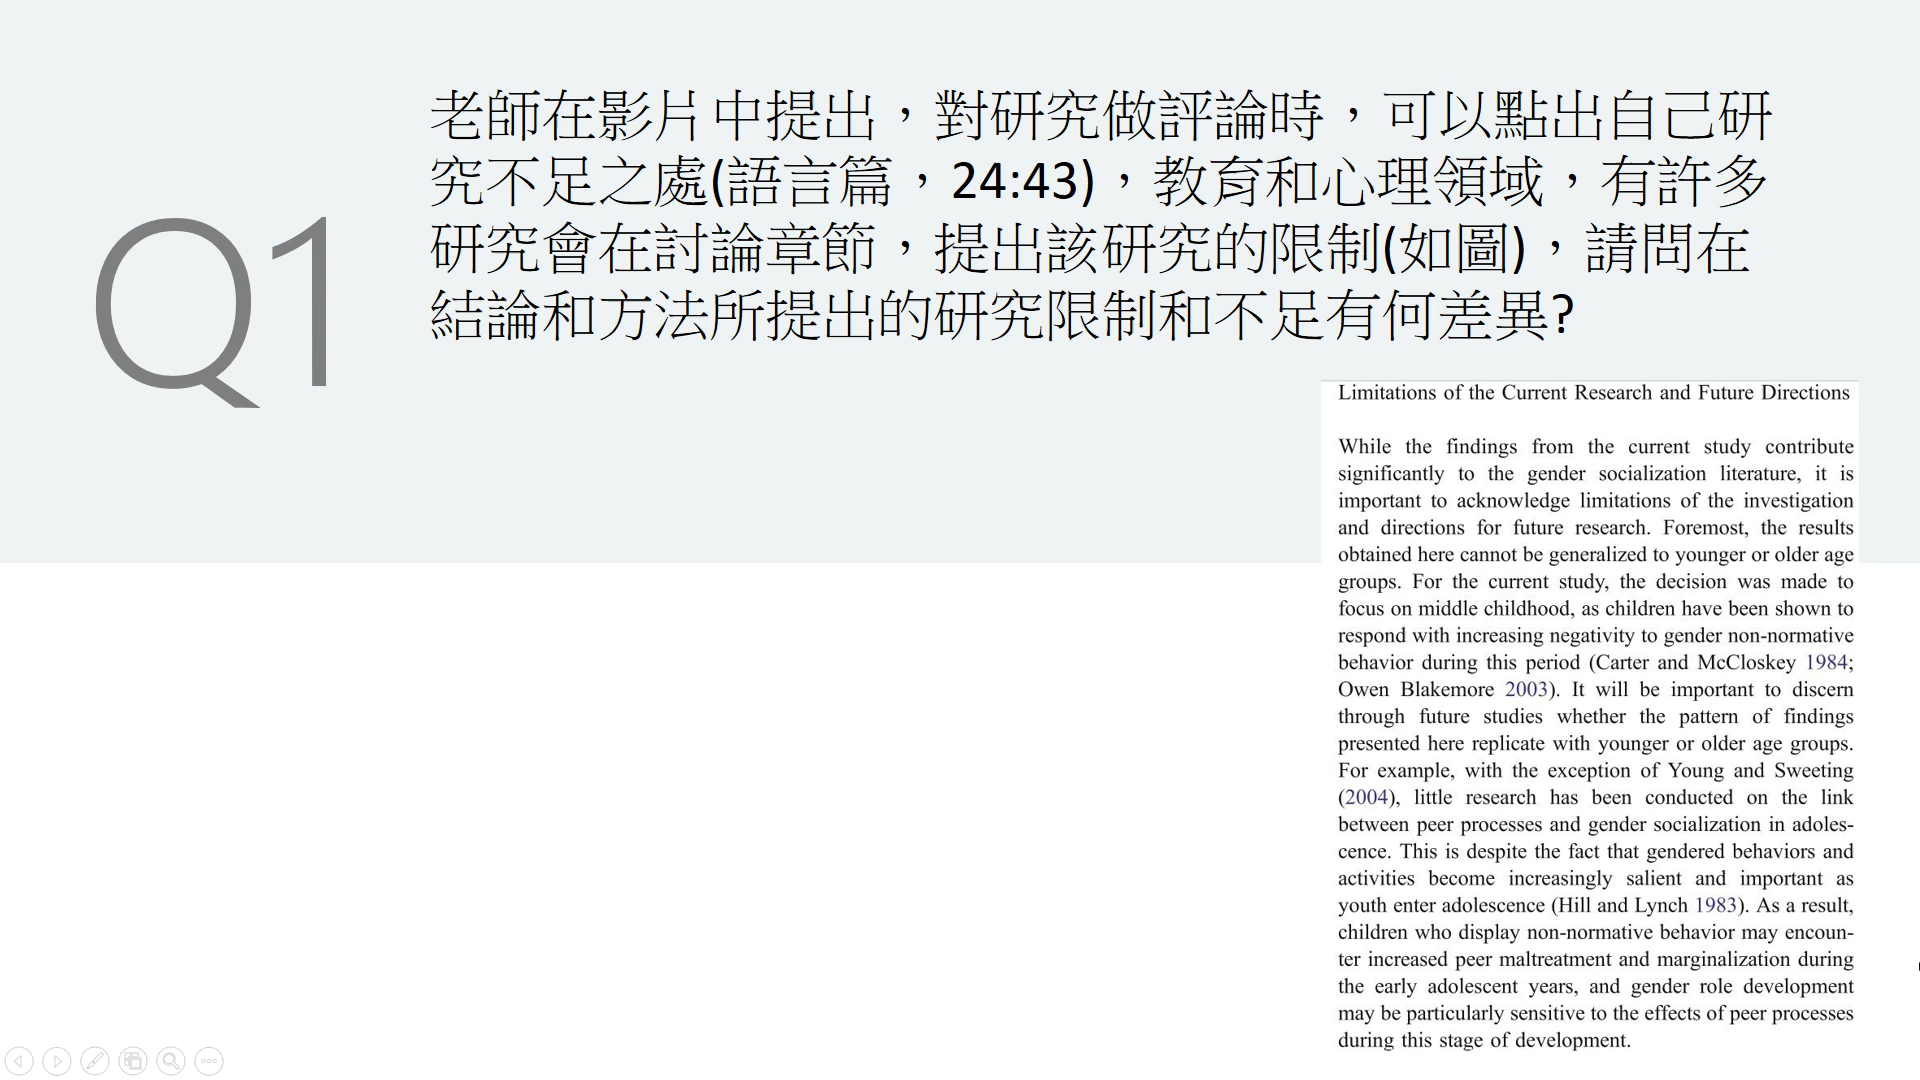 Q1
老師在影片中提出，對研究做評論時，可以點出自己研
究不足之處(語言篇，24:43)，教育和心理領域，有許多
研究會在討論章節，提出該研究的限制(如圖)，請問在
結論和方法所提出的研究限制和不足有何差異?
Limitations of the Current Research and Future Directions
While the findings from the current study contribute
significantly to the gender socialization literature, it is
important to acknowledge limitations of the investigation
and directions for future research. Foremost, the results
obtained here cannot be generalized to younger or older age
groups. For the current study, the decision was made to
focus on middle childhood, as children have been shown to
respond with increasing negativity to gender non-normative
behavior during this period (Carter and McCloskey 1984;
Owen Blakemore 2003). It will be important to discern
through future studies whether the pattern of findings
presented here replicate with younger or older age groups.
For example, with the exception of Young and Sweeting
(2004), little research has been conducted on the link
between peer processes and gender socialization in adoles-
cence. This is despite the fact that gendered behaviors and
activities become increasingly salient and important as
youth enter adolescence (Hill and Lynch 1983). As a result,
children who display non-normative behavior may encoun-
ter increased peer maltreatment and marginalization during
the early adolescent years, and gender role development
may be particularly sensitive to the effects of peer processes
during this stage of development.